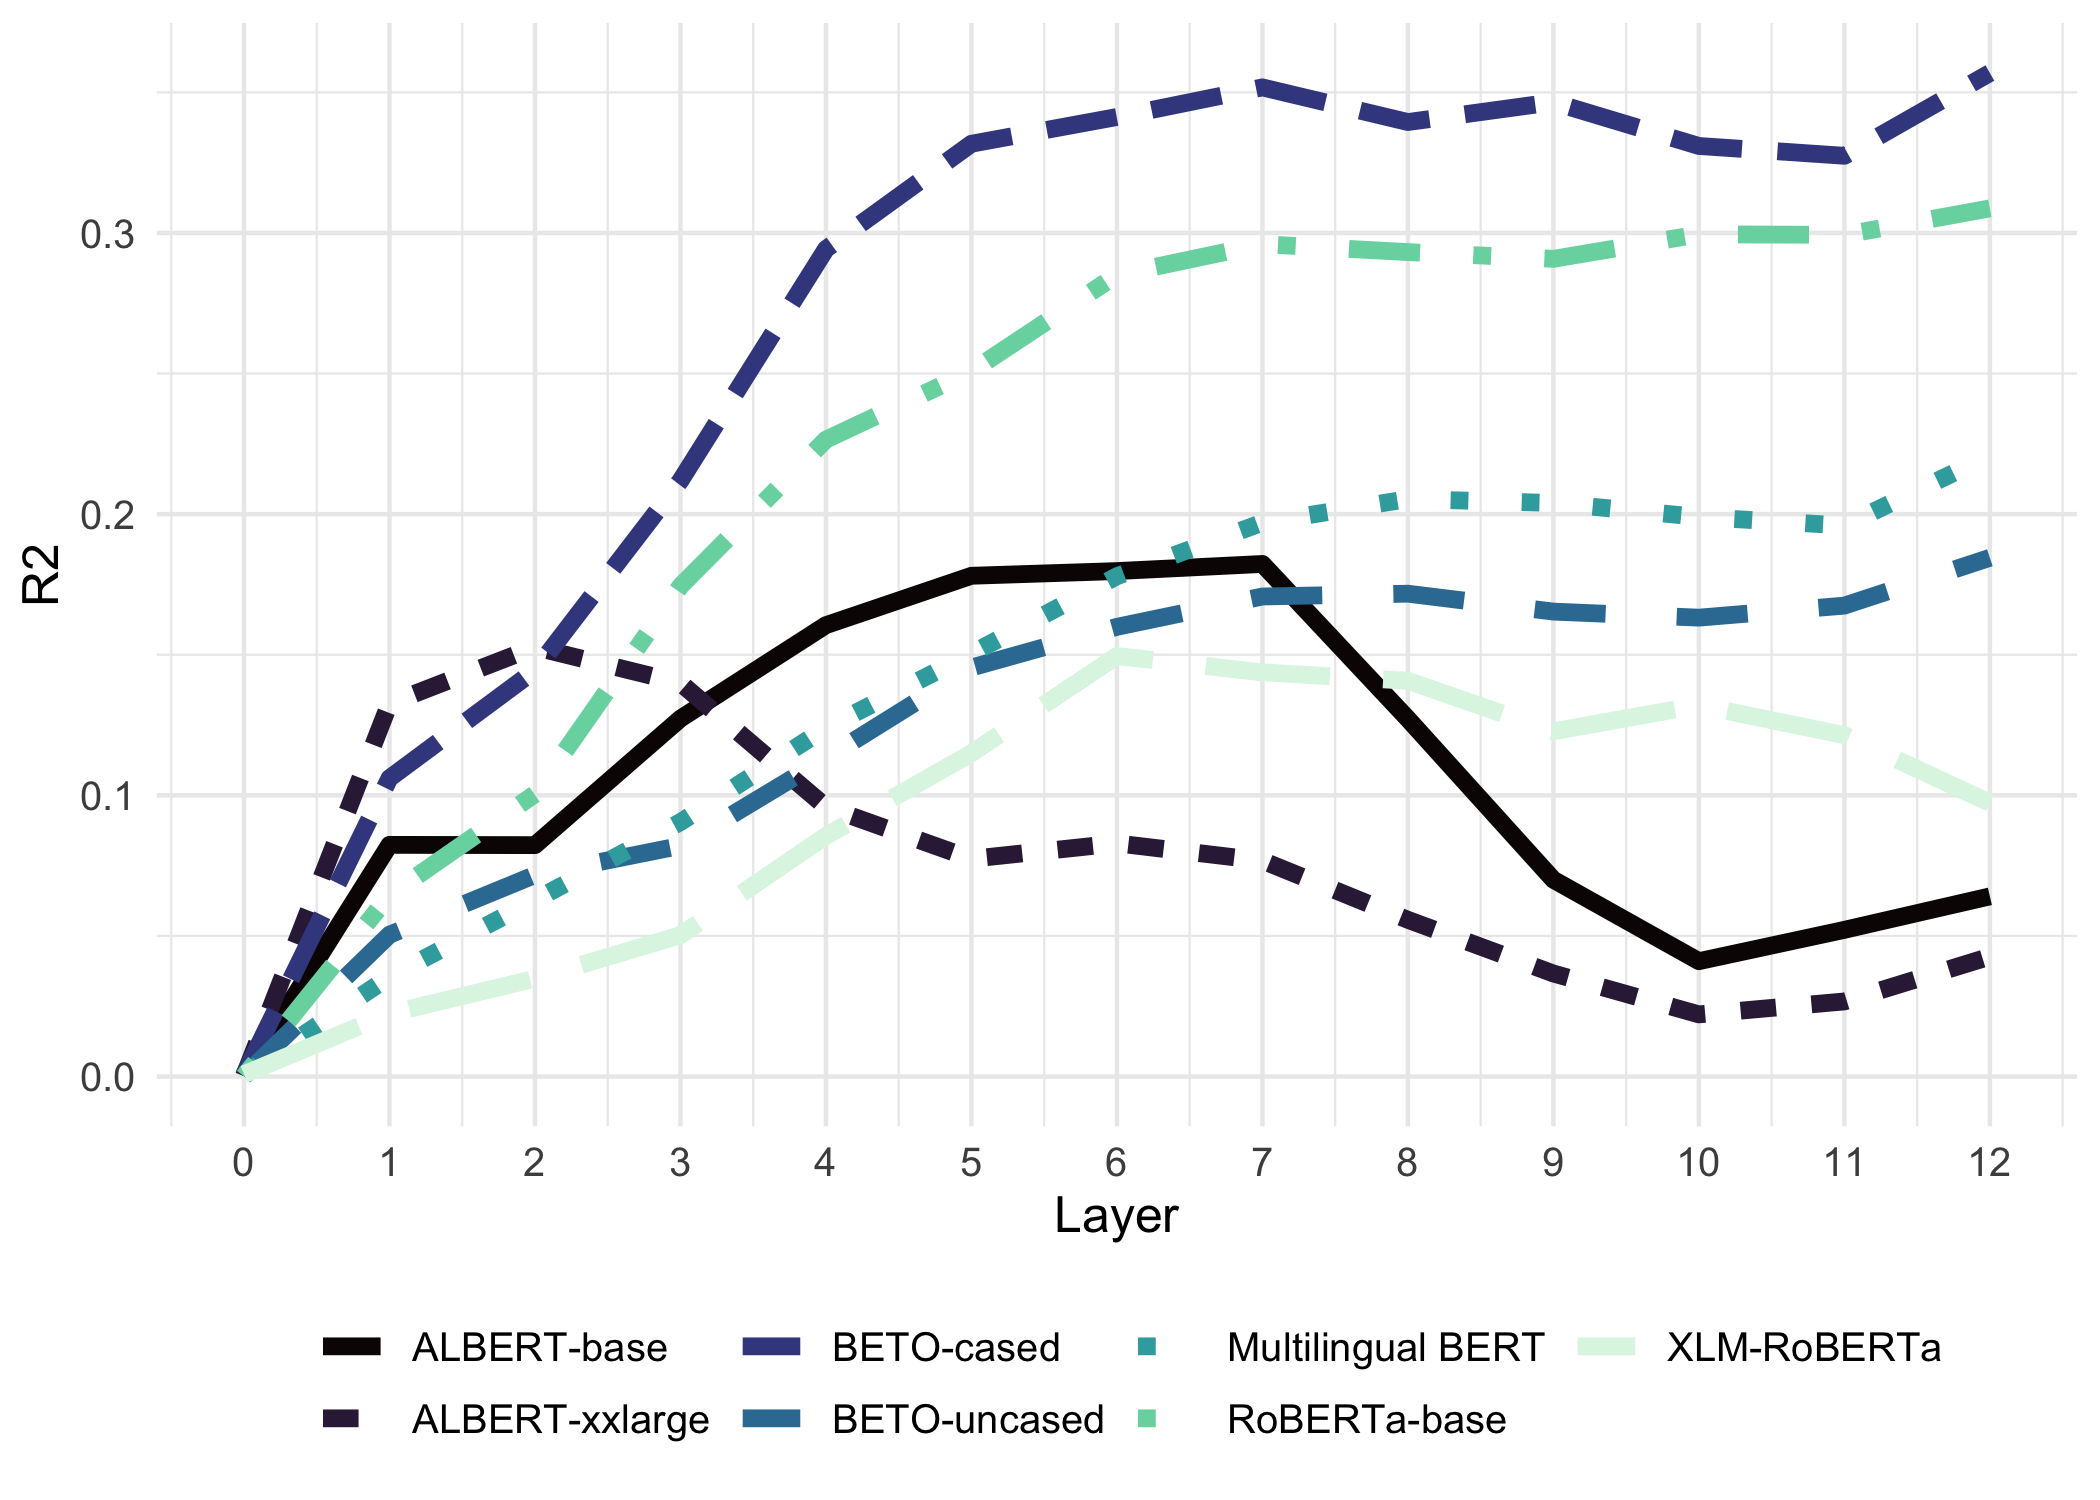 R2
0.3
0.2
0.1
0.0
0 1 2 3 4 5 6 7 8 9 10 11 12
Layer
ALBERT-base BETO-cased Multilingual BERT XLM-RoBERTa
ALBERT-xxlarge BETO-uncased RoBERTa-base